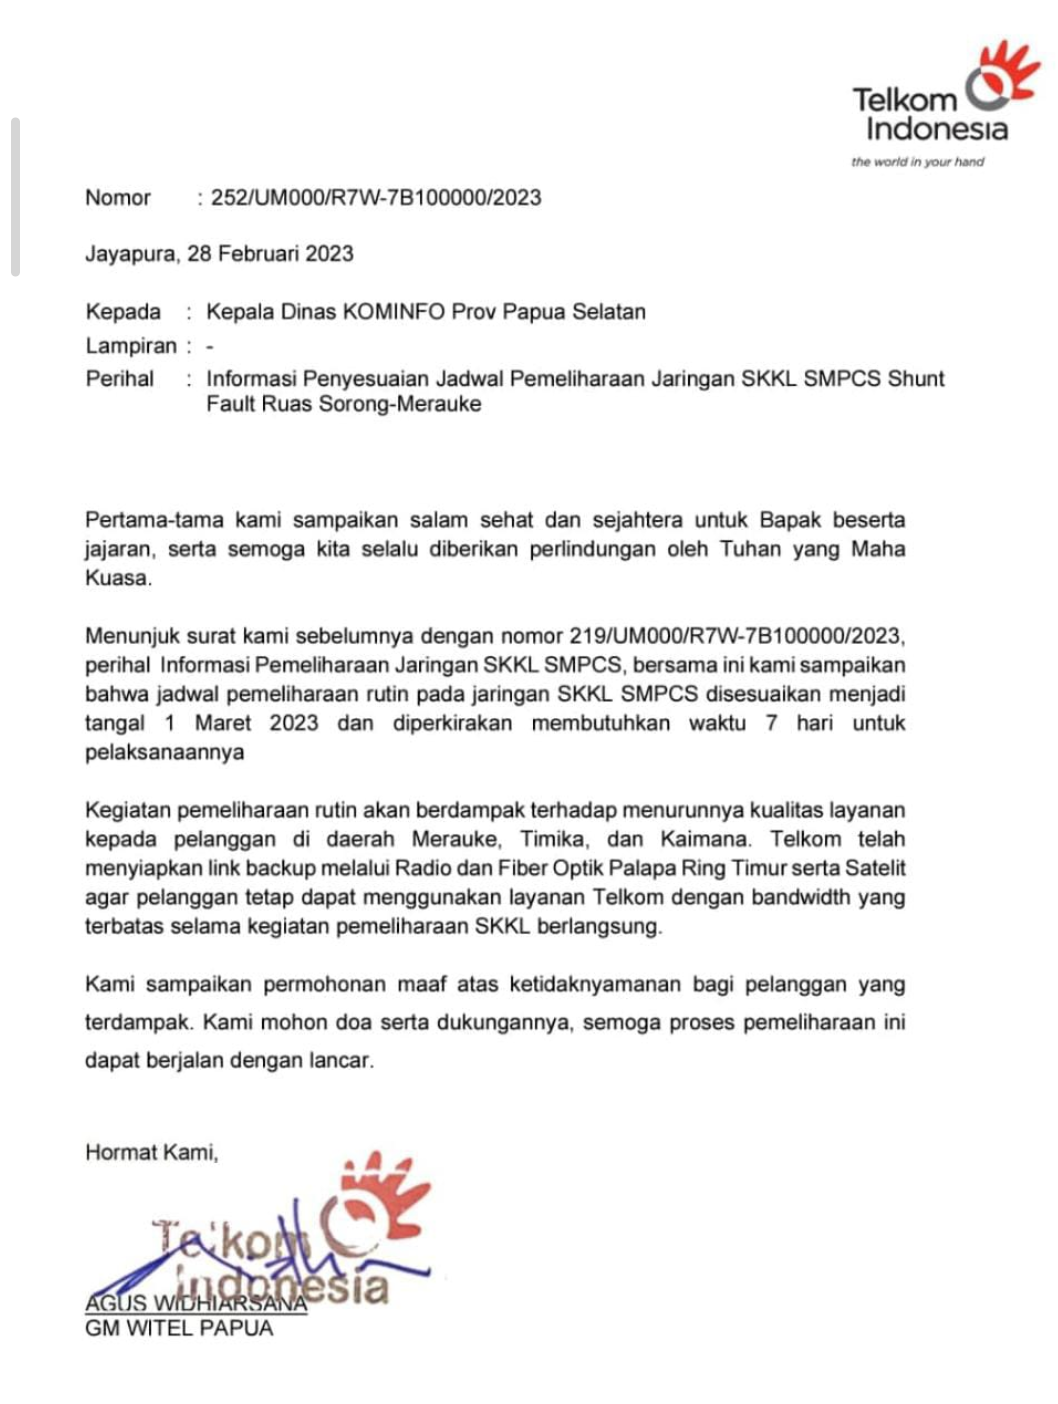 Telkom
Indonesia
the world in your hand
Nomor : 252/UM000/R7W-7B100000/2023
Jayapura, 28 Februari 2023
Kepada : Kepala Dinas KOMINFO Prov Papua Selatan
Lampiran : -
Perihal : Informasi Penyesuaian Jadwal Pemeliharaan Jaringan SKKL SMPCS Shunt
Fault Ruas Sorong-Merauke
Pertama-tama kami sampaikan salam sehat dan sejahtera untuk Bapak beserta
jajaran, serta semoga kita selalu diberikan perlindungan oleh Tuhan yang Maha
Kuasa.
Menunjuk surat kami sebelumnya dengan nomor 219/UM000/R7W-7B100000/2023,
perihal Informasi Pemeliharaan Jaringan SKKL SMPCS, bersama ini kami sampaikan
bahwa jadwal pemeliharaan rutin pada jaringan SKKL SMPCS disesuaikan menjadi
tangal 1 Maret 2023 dan diperkirakan membutuhkan waktu 7 hari untuk
pelaksanaannya
Kegiatan pemeliharaan rutin akan berdampak terhadap menurunnya kualitas layanan
kepada pelanggan di daerah Merauke, Timika, dan Kaimana. Telkom telah
menyiapkan link backup melalui Radio dan Fiber Optik Palapa Ring Timur serta Satelit
agar pelanggan tetap dapat menggunakan layanan Telkom dengan bandwidth yang
terbatas selama kegiatan pemeliharaan SKKL berlangsung.
Kami sampaikan permohonan maaf atas ketidaknyamanan bagi pelanggan yang
terdampak. Kami mohon doa serta dukungannya, semoga proses pemeliharaan ini
dapat berjalan dengan lancar.
Hormat Kami,
Telkom
indonesia
AGUS WIDHIARSANA
GM WITEL PAPUA